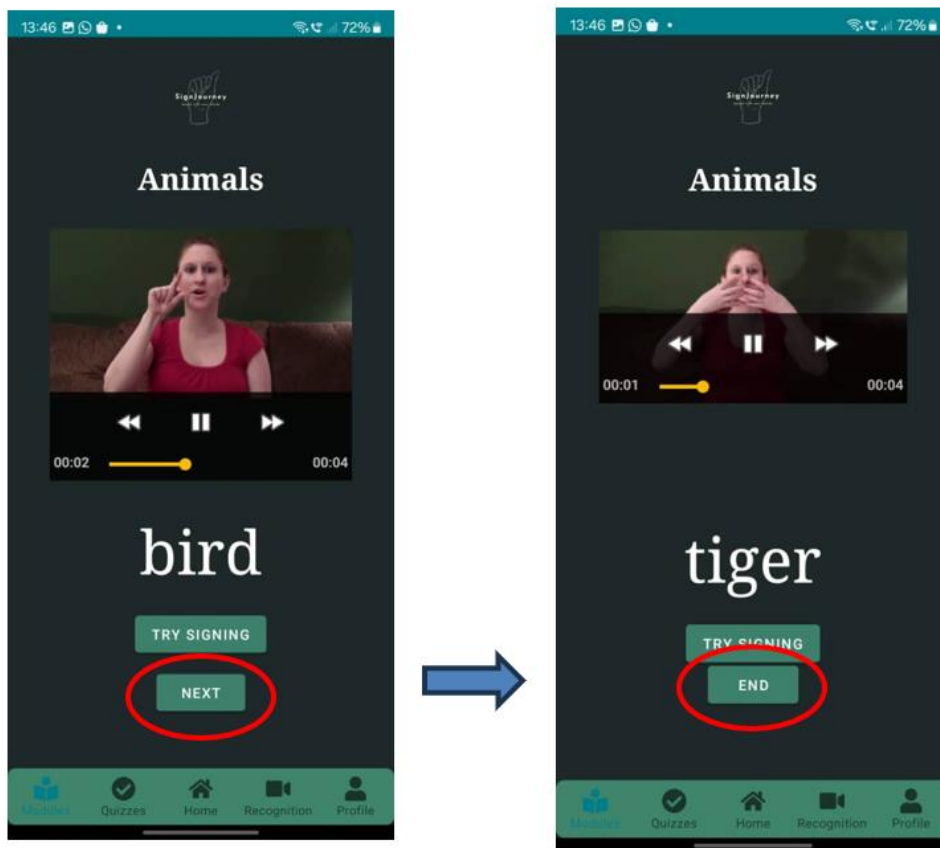 13:46
72%
SignJourney
Animals
00:02
00:04
bird
TRY SIGNING
NEXT
Modules
Quizzes
Home
Recognition
Profile
13:46
72%
SignJourney
Animals
00:01
00:04
tiger
TRY SIGNING
END
Modules
Quizzes
Home
Recognition
Profile